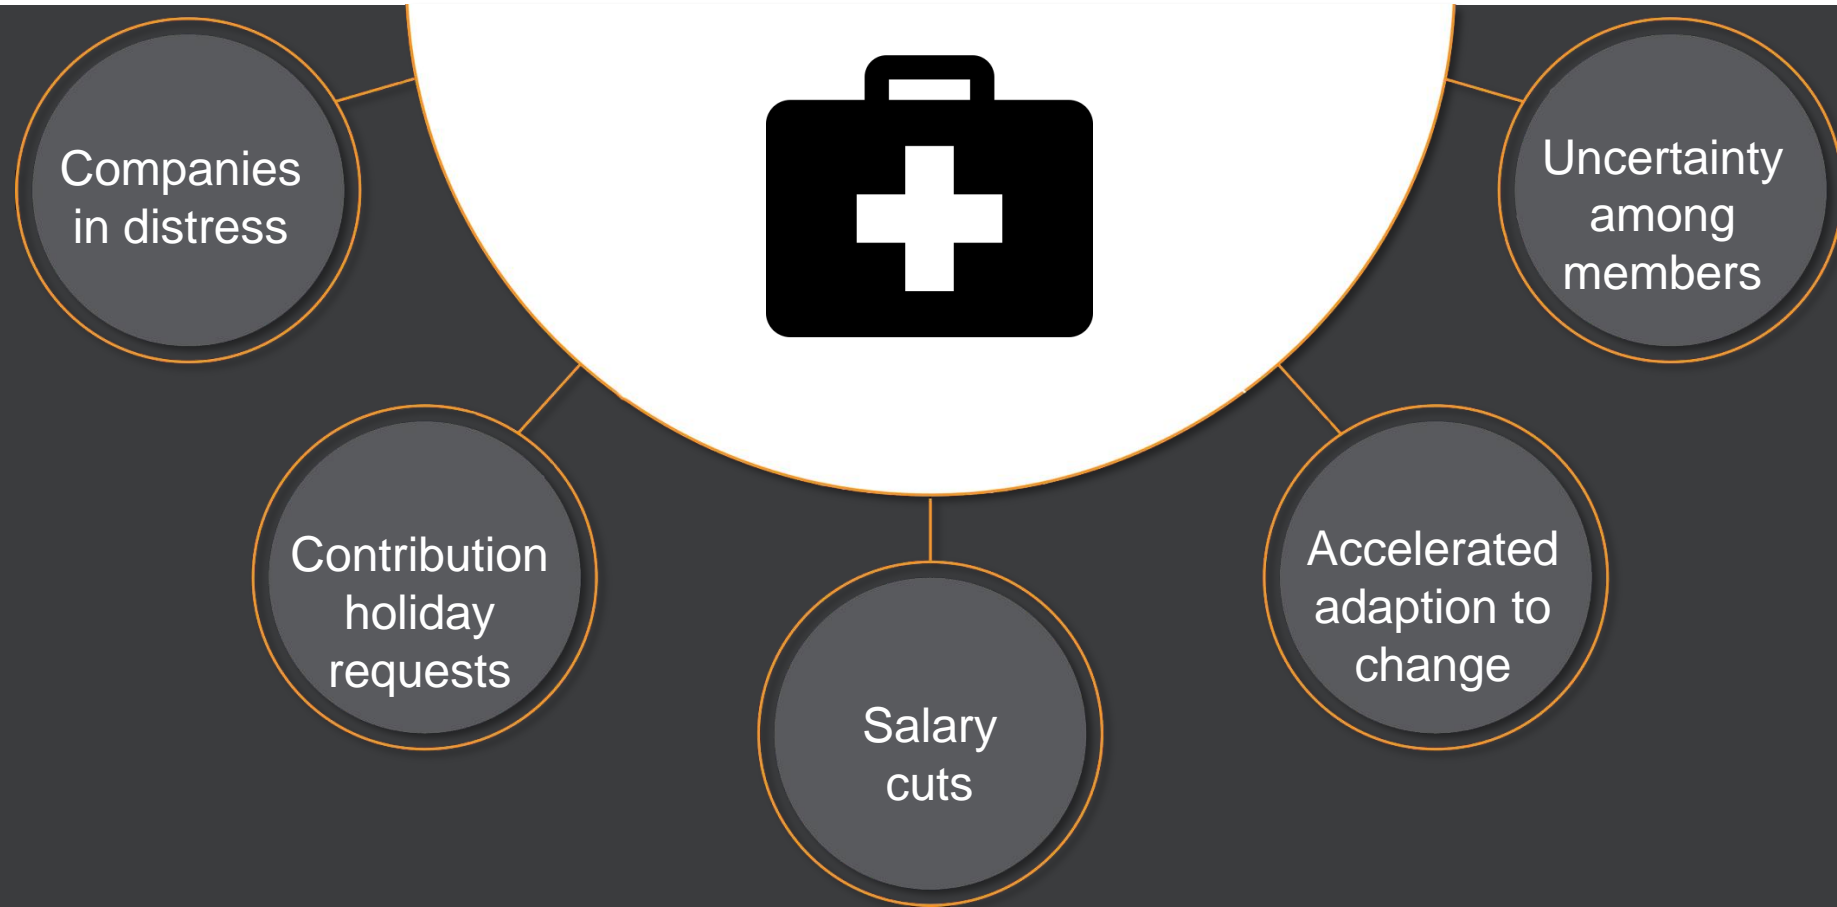 Companies
in distress
Contribution
holiday
requests
Salary
cuts
Accelerated
adaption to
change
Uncertainty
among
members